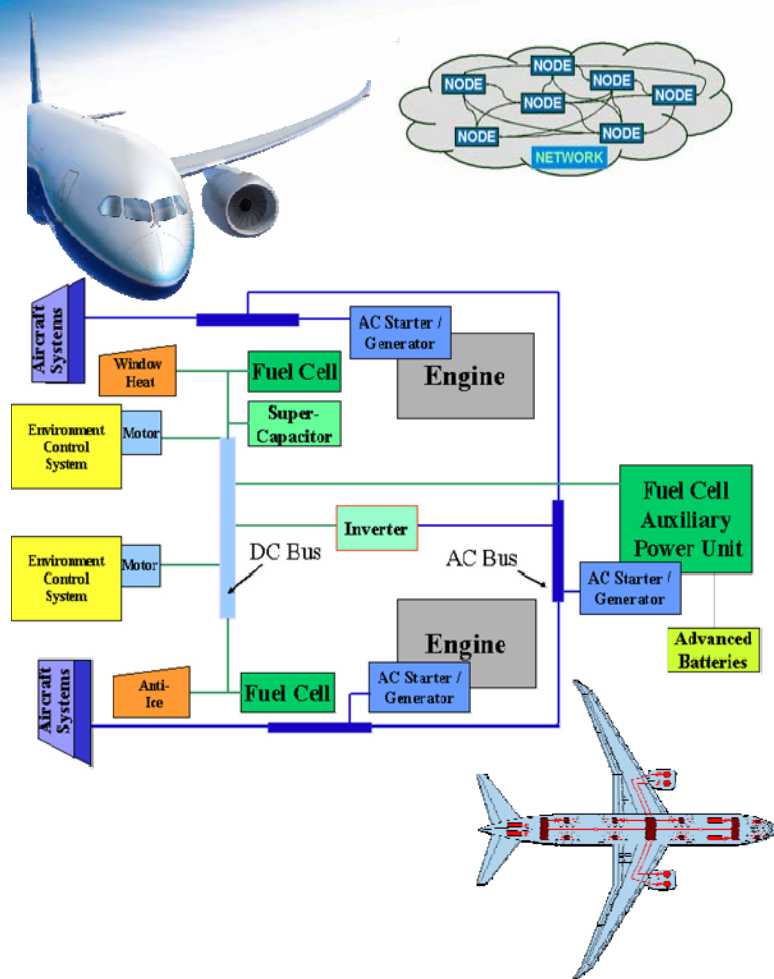 NODE
NODE
NODE
NODE
NODE
NODE
NODE
NETWORK
Aircraft
Systems
AC Starter /
Generator
Engine
Window
Heat
Fuel Cell
Super-
Capacitor
Environment
Control
System
Motor
Fuel Cell
Auxiliary
Power Unit
Inverter
DC Bus
AC Bus
Environment
Control
System
Motor
AC Starter /
Generator
Engine
Advanced
Batteries
Aircraft
Systems
Anti-
Ice
Fuel Cell
AC Starter /
Generator